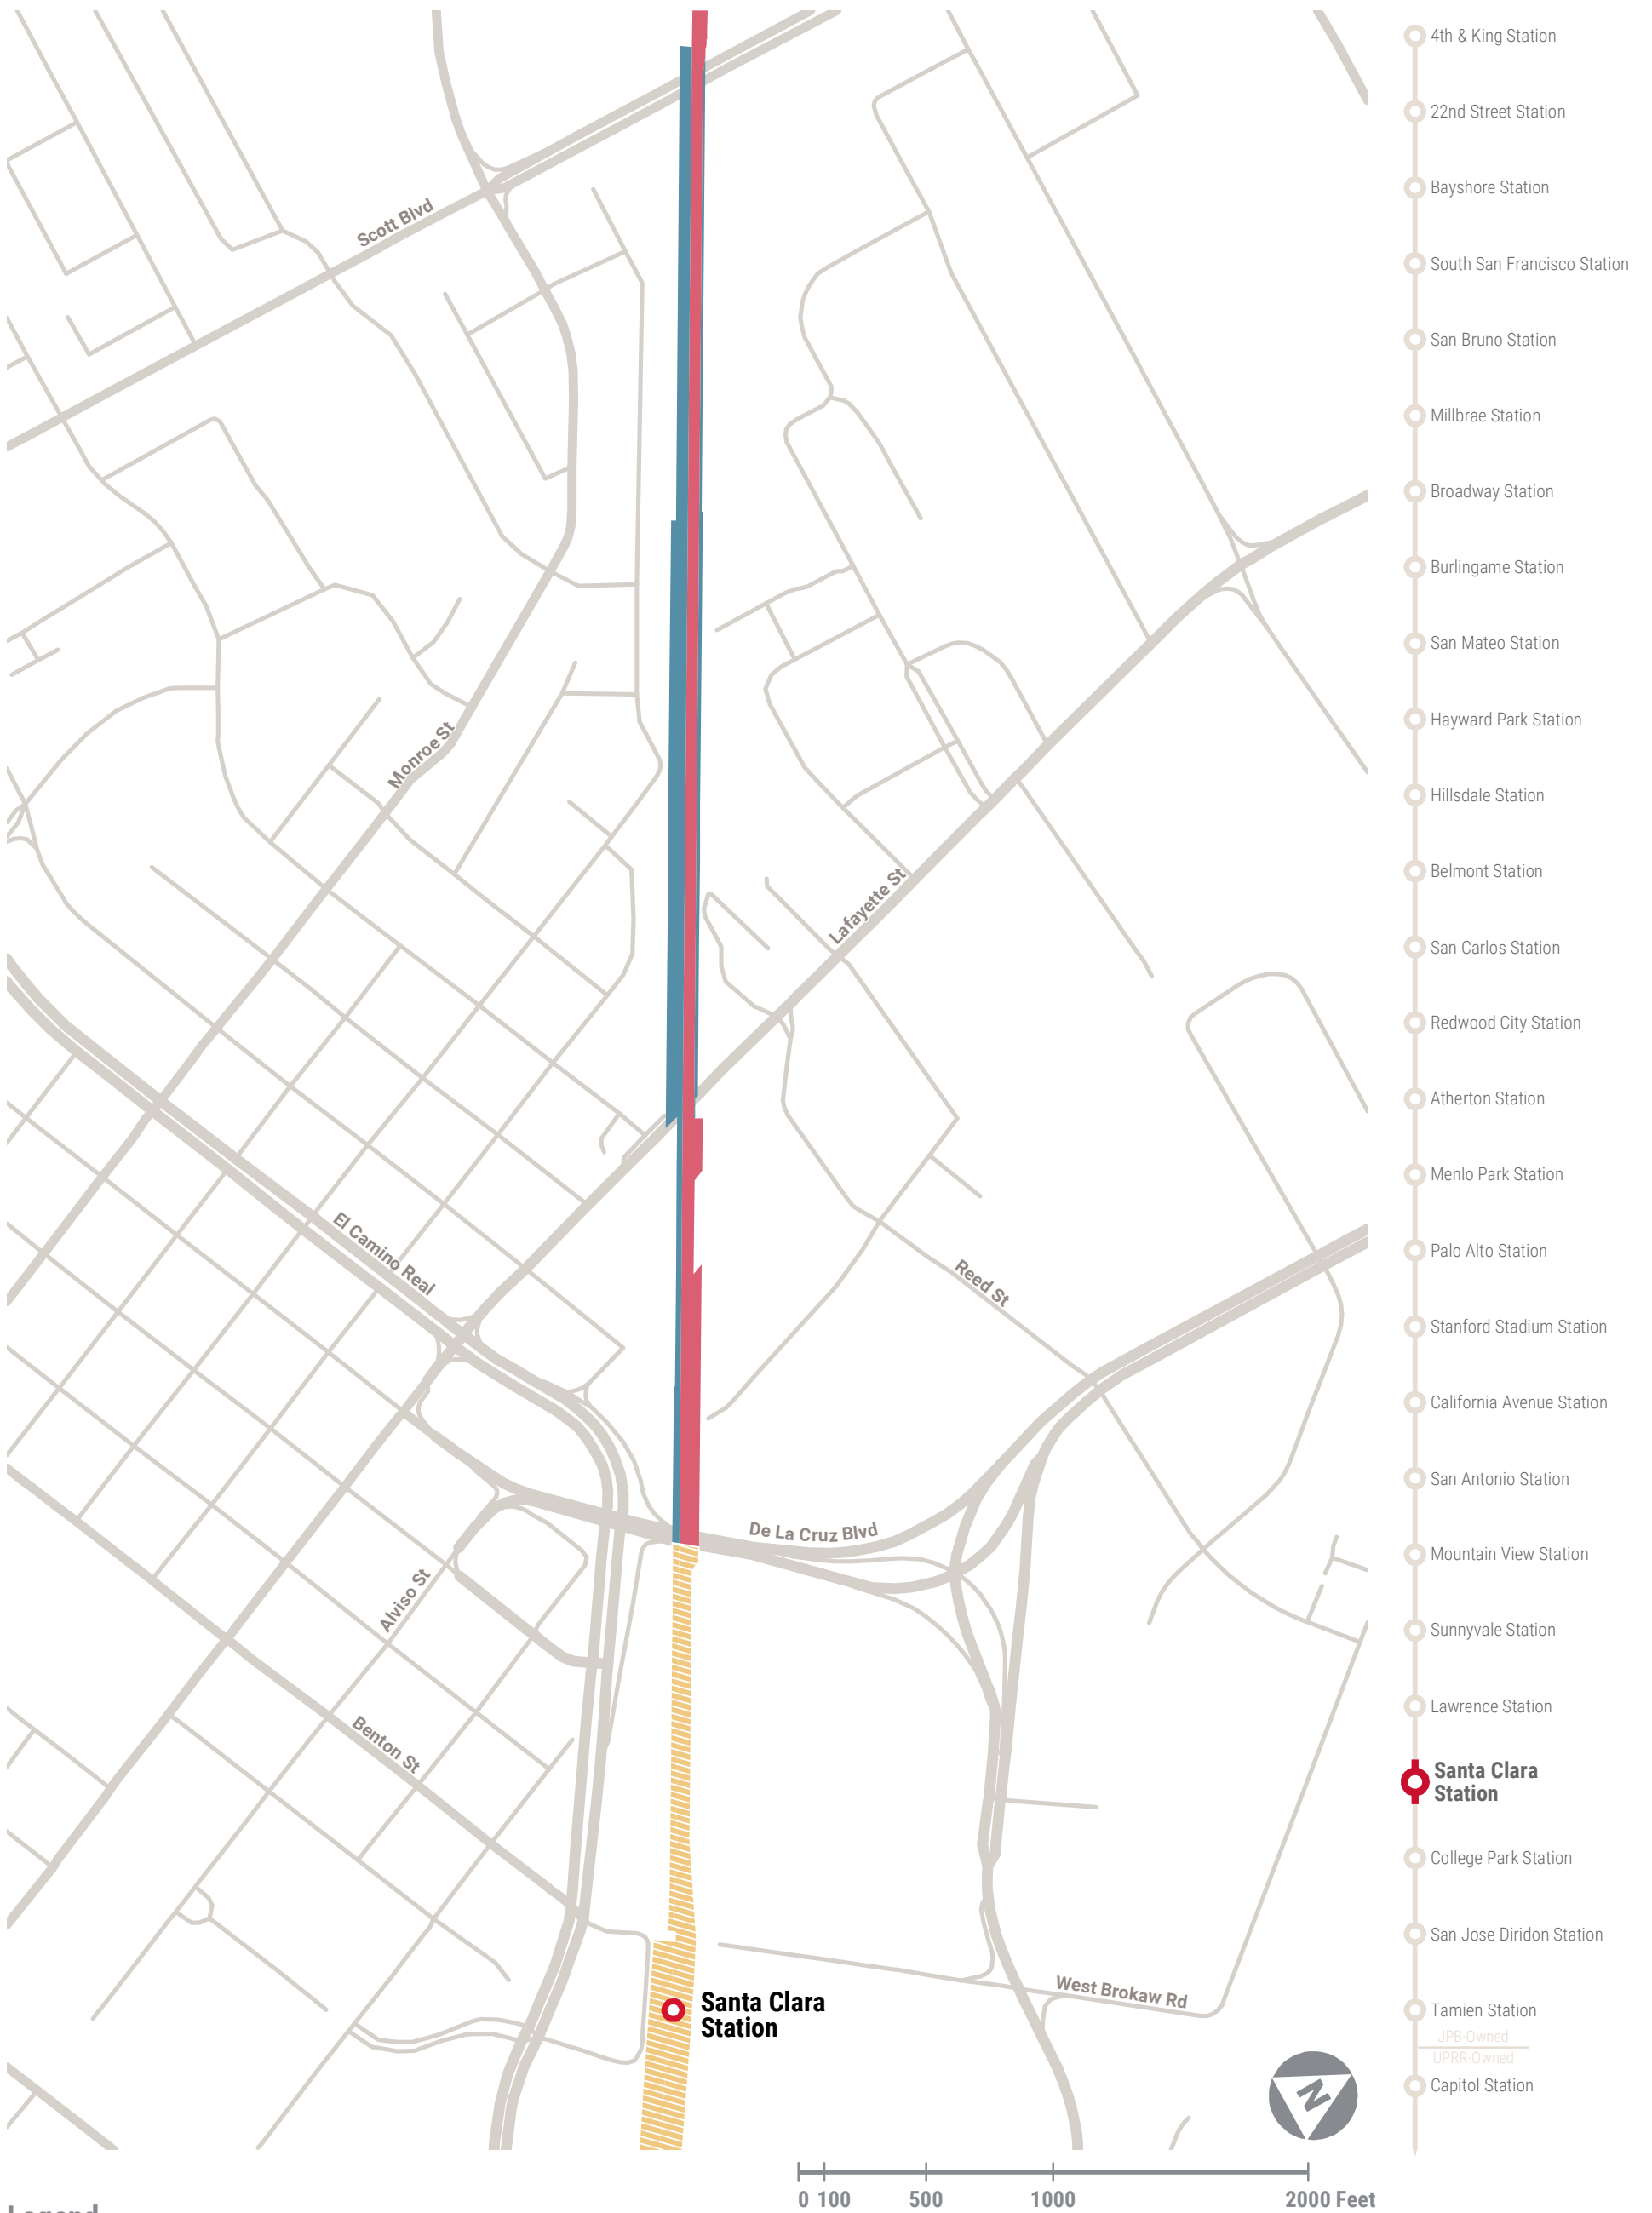 Scott Blvd
Monroe St
Lafayette St
El Camino Real
Reed St
De La Cruz Blvd
Alviso St
Benton St
West Brokaw Rd
Santa Clara
Station
N
0 100 500 1000 2000 Feet
Legend
4th & King Station
22nd Street Station
Bayshore Station
South San Francisco Station
San Bruno Station
Millbrae Station
Broadway Station
Burlingame Station
San Mateo Station
Hayward Park Station
Hillsdale Station
Belmont Station
San Carlos Station
Redwood City Station
Atherton Station
Menlo Park Station
Palo Alto Station
Stanford Stadium Station
California Avenue Station
San Antonio Station
Mountain View Station
Sunnyvale Station
Lawrence Station
Santa Clara
Station
College Park Station
San Jose Diridon Station
Tamien Station
JPB-Owned
UPRR-Owned
Capitol Station